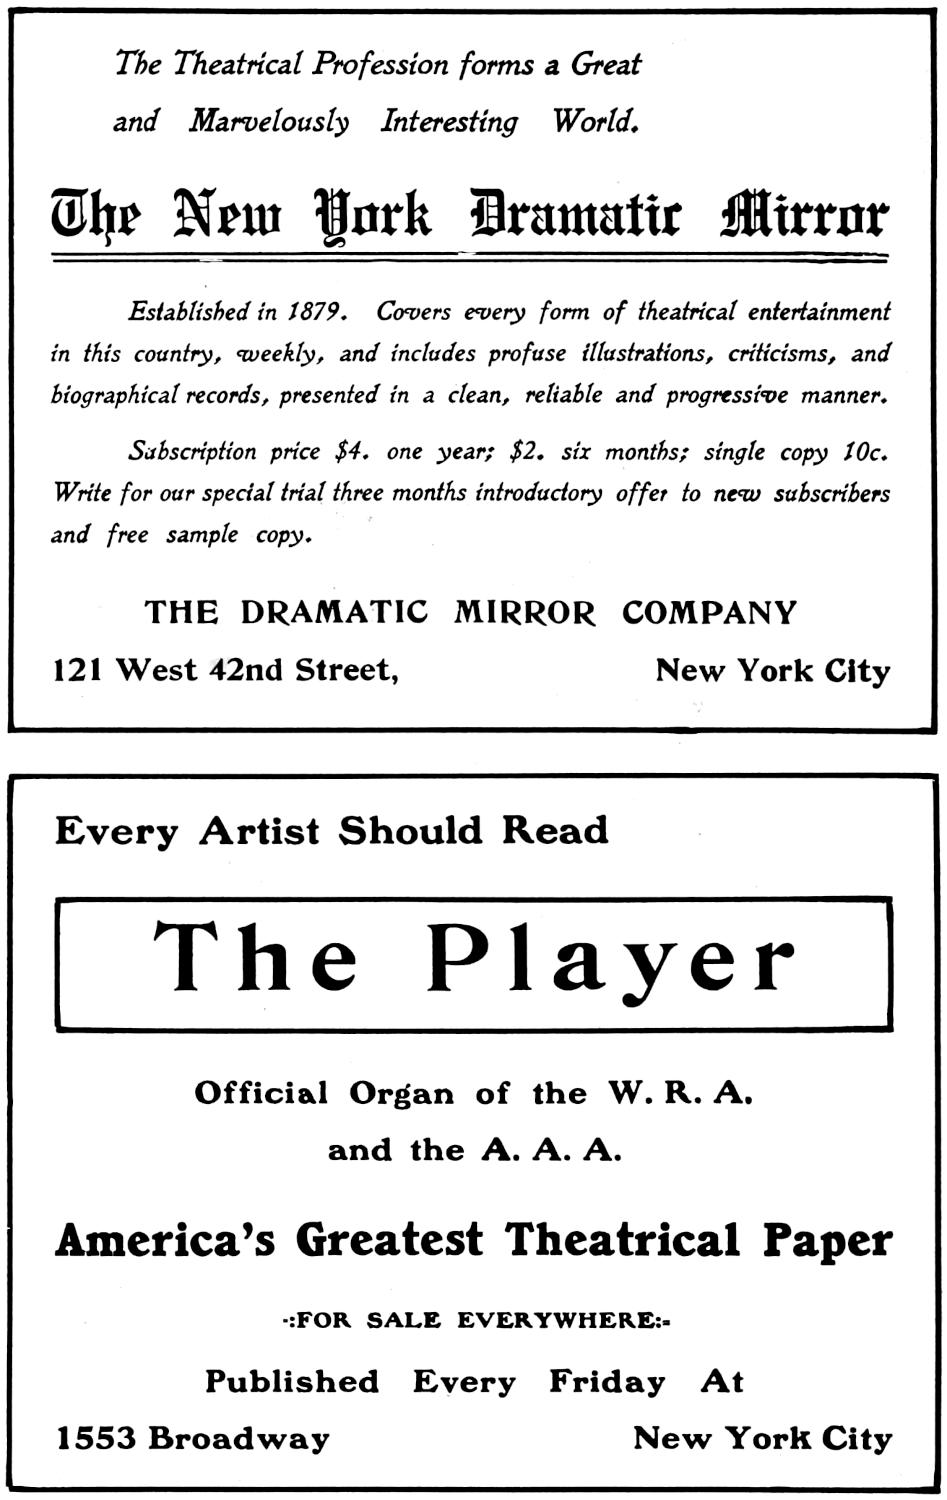 The Theatrical Profession forms a Great
and Marvelously Interesting World.
The New York Dramatic Mirror
Established in 1879. Covers every form of theatrical entertainment
in this country, weekly, and includes profuse illustrations, criticisms, and
biographical records, presented in a clean, reliable and progressive manner.
Subscription price $4. one year; $2. six months; single copy 10c.
Write for our special trial three months introductory offer to new subscribers
and free sample copy.
THE DRAMATIC MIRROR COMPANY
121 West 42nd Street, New York City
Every Artist Should Read
The Player
Official Organ of the W. R. A.
and the A. A. A.
America's Greatest Theatrical Paper
-:FOR SALE EVERYWHERE:-
Published Every Friday At
1553 Broadway New York City